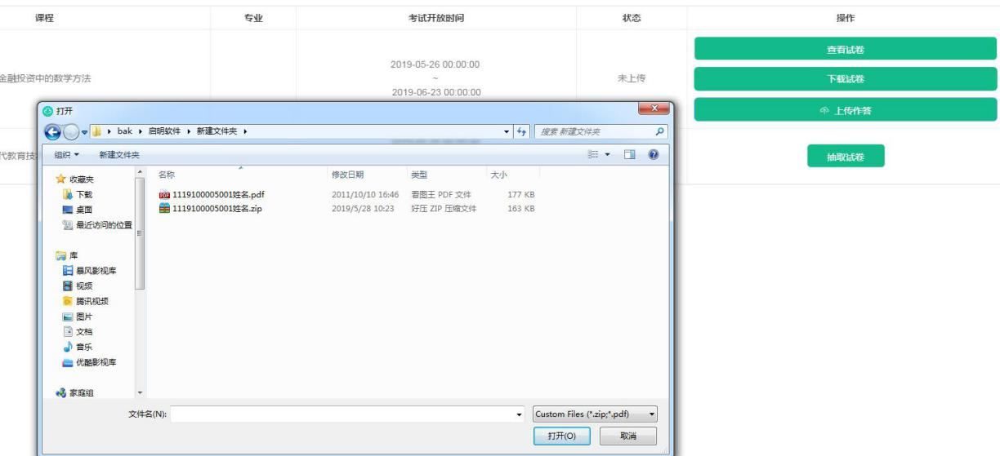 课程 专业 考试开放时间 状态 操作
查看试卷
2019-05-26 00:00:00
金融投资中的数学方法 ~ 未上传 下载试卷
2019-06-23 00:00:00
打开 上传作答
bak 启明软件 新建文件夹 搜索 新建文件夹
组织 新建文件夹
代教育技 抽取试卷
收藏夹 名称 修改日期 类型 大小
下载 1119100005001姓名.pdf 2011/10/10 16:46 看图王 PDF 文件 177 KB
桌面 1119100005001姓名.zip 2019/5/28 10:23 好压 ZIP 压缩文件 163 KB
最近访问的位置
库
暴风影视库
视频
腾讯视频
图片
文档
音乐
优酷影视库
家庭组
文件名(N): Custom Files (*.zip;*.pdf)
打开(O) 取消